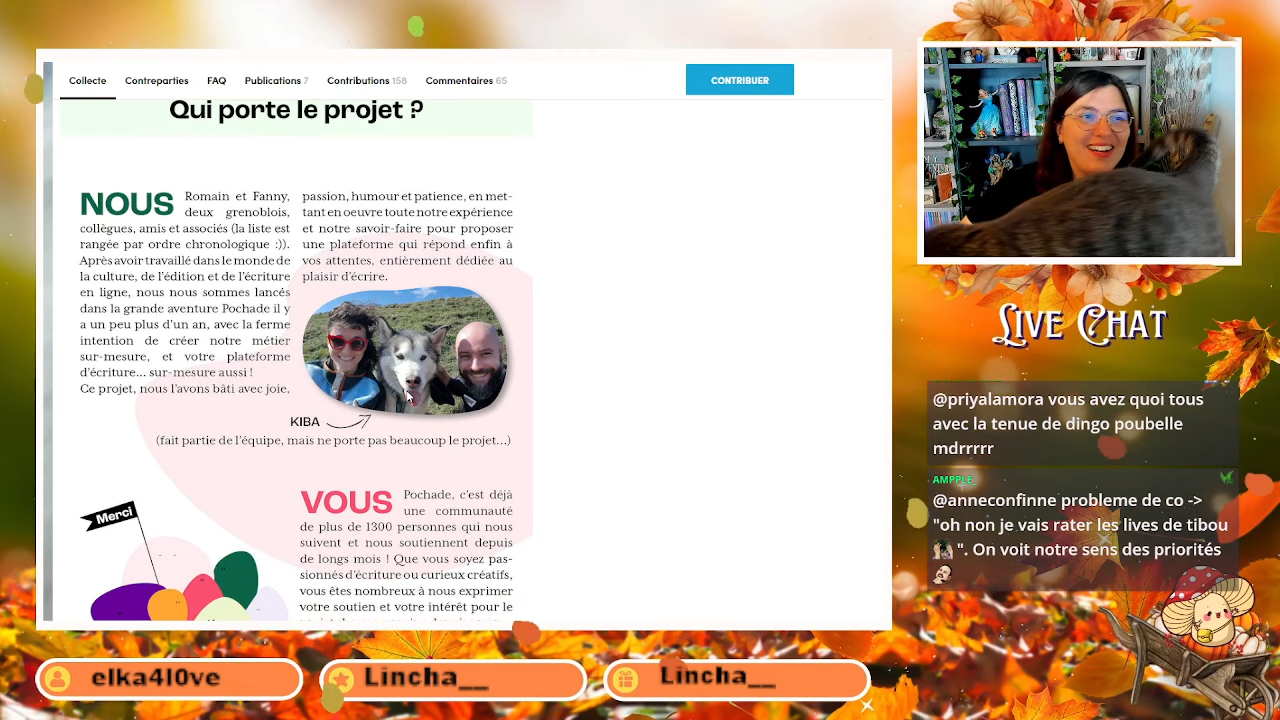 Collecte Contreparties FAQ Publications 7 Contributions 158 Commentaires 65 CONTRIBUER
Qui porte le projet ?
NOUS Romain et Fanny,
deux grenoblois,
collègues, amis et associés (la liste est
rangée par ordre chronologique :)).
Après avoir travaillé dans le monde de
la culture, de l'édition et de l'écriture
en ligne, nous nous sommes lancés
dans la grande aventure Pochade il y
a un peu plus d'un an, avec la ferme
intention de créer notre métier
sur-mesure, et votre plateforme
d'écriture... sur-mesure aussi !
Ce projet, nous l'avons bâti avec joie,
passion, humour et patience, en met-
tant en oeuvre toute notre expérience
et notre savoir-faire pour proposer
une plateforme qui répond enfin à
vos attentes, entièrement dédiée au
plaisir d'écrire.
KIBA
(fait partie de l'équipe, mais ne porte pas beaucoup le projet...)
Merci
VOUS Pochade, c'est déjà
une communauté
de plus de 1300 personnes qui nous
suivent et nous soutiennent depuis
de longs mois ! Que vous soyez pas-
sionnés d'écriture ou curieux créatifs,
vous êtes nombreux à nous exprimer
votre soutien et votre intérêt pour le
Live Chat
@priyalamora vous avez quoi tous
avec la tenue de dingo poubelle
mdrrrrr
AMPPLE_
@anneconfinne probleme de co ->
"oh non je vais rater les lives de tibou
". On voit notre sens des priorités
elka4l0ve
Lincha__
Lincha__